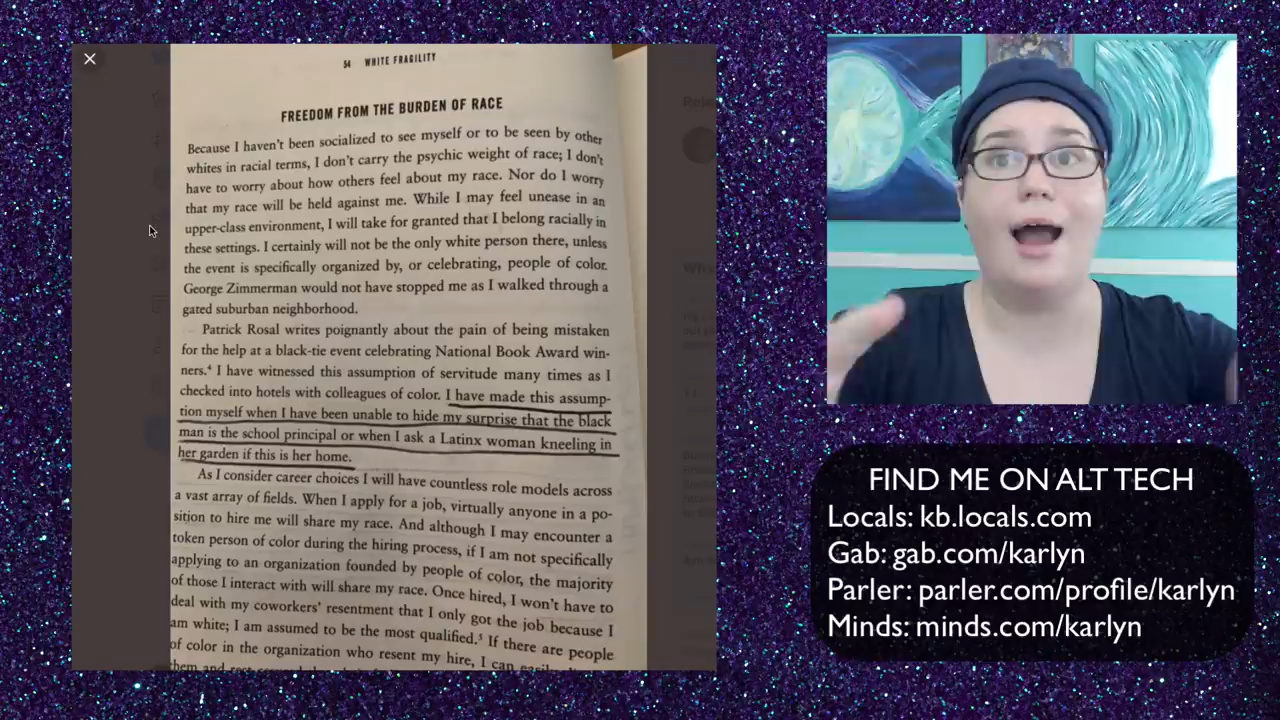 54 WHITE FRAGILITY
FREEDOM FROM THE BURDEN OF RACE
Because I haven't been socialized to see myself or to be seen by other
whites in racial terms, I don't carry the psychic weight of race; I don't
have to worry about how others feel about my race. Nor do I worry
that my race will be held against me. While I may feel unease in an
upper-class environment, I will take for granted that I belong racially in
these settings. I certainly will not be the only white person there, unless
the event is specifically organized by, or celebrating, people of color.
George Zimmerman would not have stopped me as I walked through a
gated suburban neighborhood.
Patrick Rosal writes poignantly about the pain of being mistaken
for the help at a black-tie event celebrating National Book Award win-
ners.⁴ I have witnessed this assumption of servitude many times as I
checked into hotels with colleagues of color. I have made this assump-
tion myself when I have been unable to hide my surprise that the black
man is the school principal or when I ask a Latinx woman kneeling in
her garden if this is her home.
As I consider career choices I will have countless role models across
a vast array of fields. When I apply for a job, virtually anyone in a po-
sition to hire me will share my race. And although I may encounter a
token person of color during the hiring process, if I am not specifically
applying to an organization founded by people of color, the majority
of those I interact with will share my race. Once hired, I won't have to
deal with my coworkers' resentment that I only got the job because I
am white; I am assumed to be the most qualified.⁵ If there are people
of color in the organization who resent my hire, I can
them and
FIND ME ON ALT TECH
Locals: kb.locals.com
Gab: gab.com/karlyn
Parler: parler.com/profile/karlyn
Minds: minds.com/karlyn